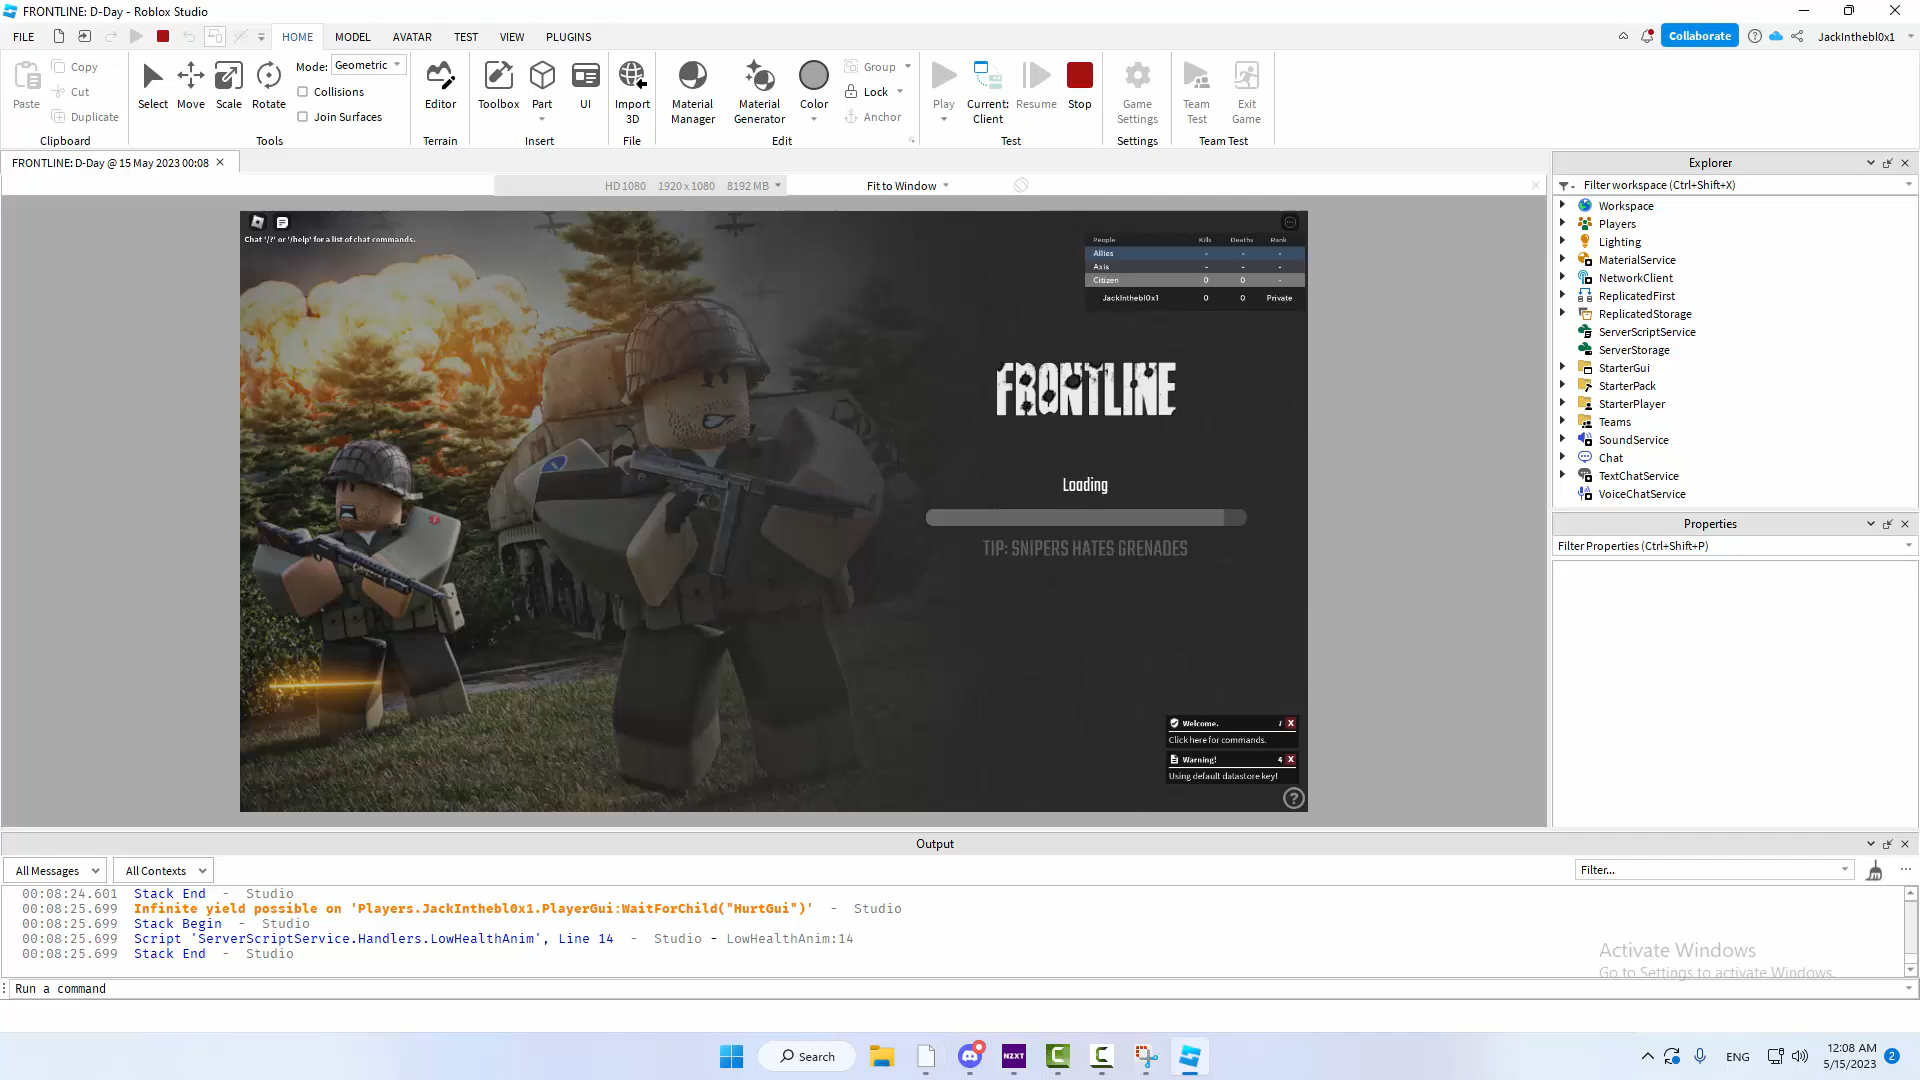 FRONTLINE: D-Day - Roblox Studio
FILE
HOME
MODEL
AVATAR
TEST
VIEW
PLUGINS
Collaborate
JackInthebl0x1
Paste
Copy
Cut
Duplicate
Clipboard
Select
Move
Scale
Rotate
Mode:
Geometric
Collisions
Join Surfaces
Tools
Editor
Terrain
Toolbox
Part
UI
Insert
Import
3D
File
Material
Manager
Material
Generator
Color
Group
Lock
Anchor
Edit
Play
Current:
Client
Resume
Stop
Test
Game
Settings
Settings
Team
Test
Exit
Game
Team Test
FRONTLINE: D-Day @ 15 May 2023 00:08
HD 1080 1920 x 1080 8192 MB
Fit to Window
Chat '/?' or '/help' for a list of chat commands.
People Kills Deaths Rank
Allies - - -
Axis - - -
Citizen 0 0 -
JackInthebl0x1 0 0 Private
FRONTLINE
Loading
TIP: SNIPERS HATES GRENADES
Welcome. X
Click here for commands.
Warning! 4 X
Using default datastore key!
?
Explorer
Filter workspace (Ctrl+Shift+X)
Workspace
Players
Lighting
MaterialService
NetworkClient
ReplicatedFirst
ReplicatedStorage
ServerScriptService
ServerStorage
StarterGui
StarterPack
StarterPlayer
Teams
SoundService
Chat
TextChatService
VoiceChatService
Properties
Filter Properties (Ctrl+Shift+P)
Output
All Messages
All Contexts
Filter...
00:08:24.601 Stack End - Studio
00:08:25.699 Infinite yield possible on 'Players.JackInthebl0x1.PlayerGui:WaitForChild("HurtGui")' - Studio
00:08:25.699 Stack Begin - Studio
00:08:25.699 Script 'ServerScriptService.Handlers.LowHealthAnim', Line 14 - Studio - LowHealthAnim:14
00:08:25.699 Stack End - Studio
Activate Windows
Go to Settings to activate Windows.
Run a command
Search
NZXT
ENG
12:08 AM
5/15/2023
2